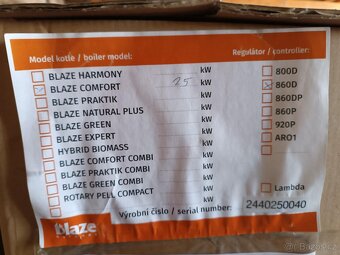 Model kotle / boiler model: Regulátor / controller:
BLAZE HARMONY kW 800D
BLAZE COMFORT 25 kW 860D
BLAZE PRAKTIK kW 860DP
BLAZE NATURAL PLUS kW 860P
BLAZE GREEN kW 920P
BLAZE EXPERT kW ARO1
HYBRID BIOMASS kW
BLAZE COMFORT COMBI kW
BLAZE PRAKTIK COMBI kW
BLAZE GREEN COMBI kW
ROTARY PELL COMPACT kW Lambda
blaze Výrobní číslo / serial number: 2440250040